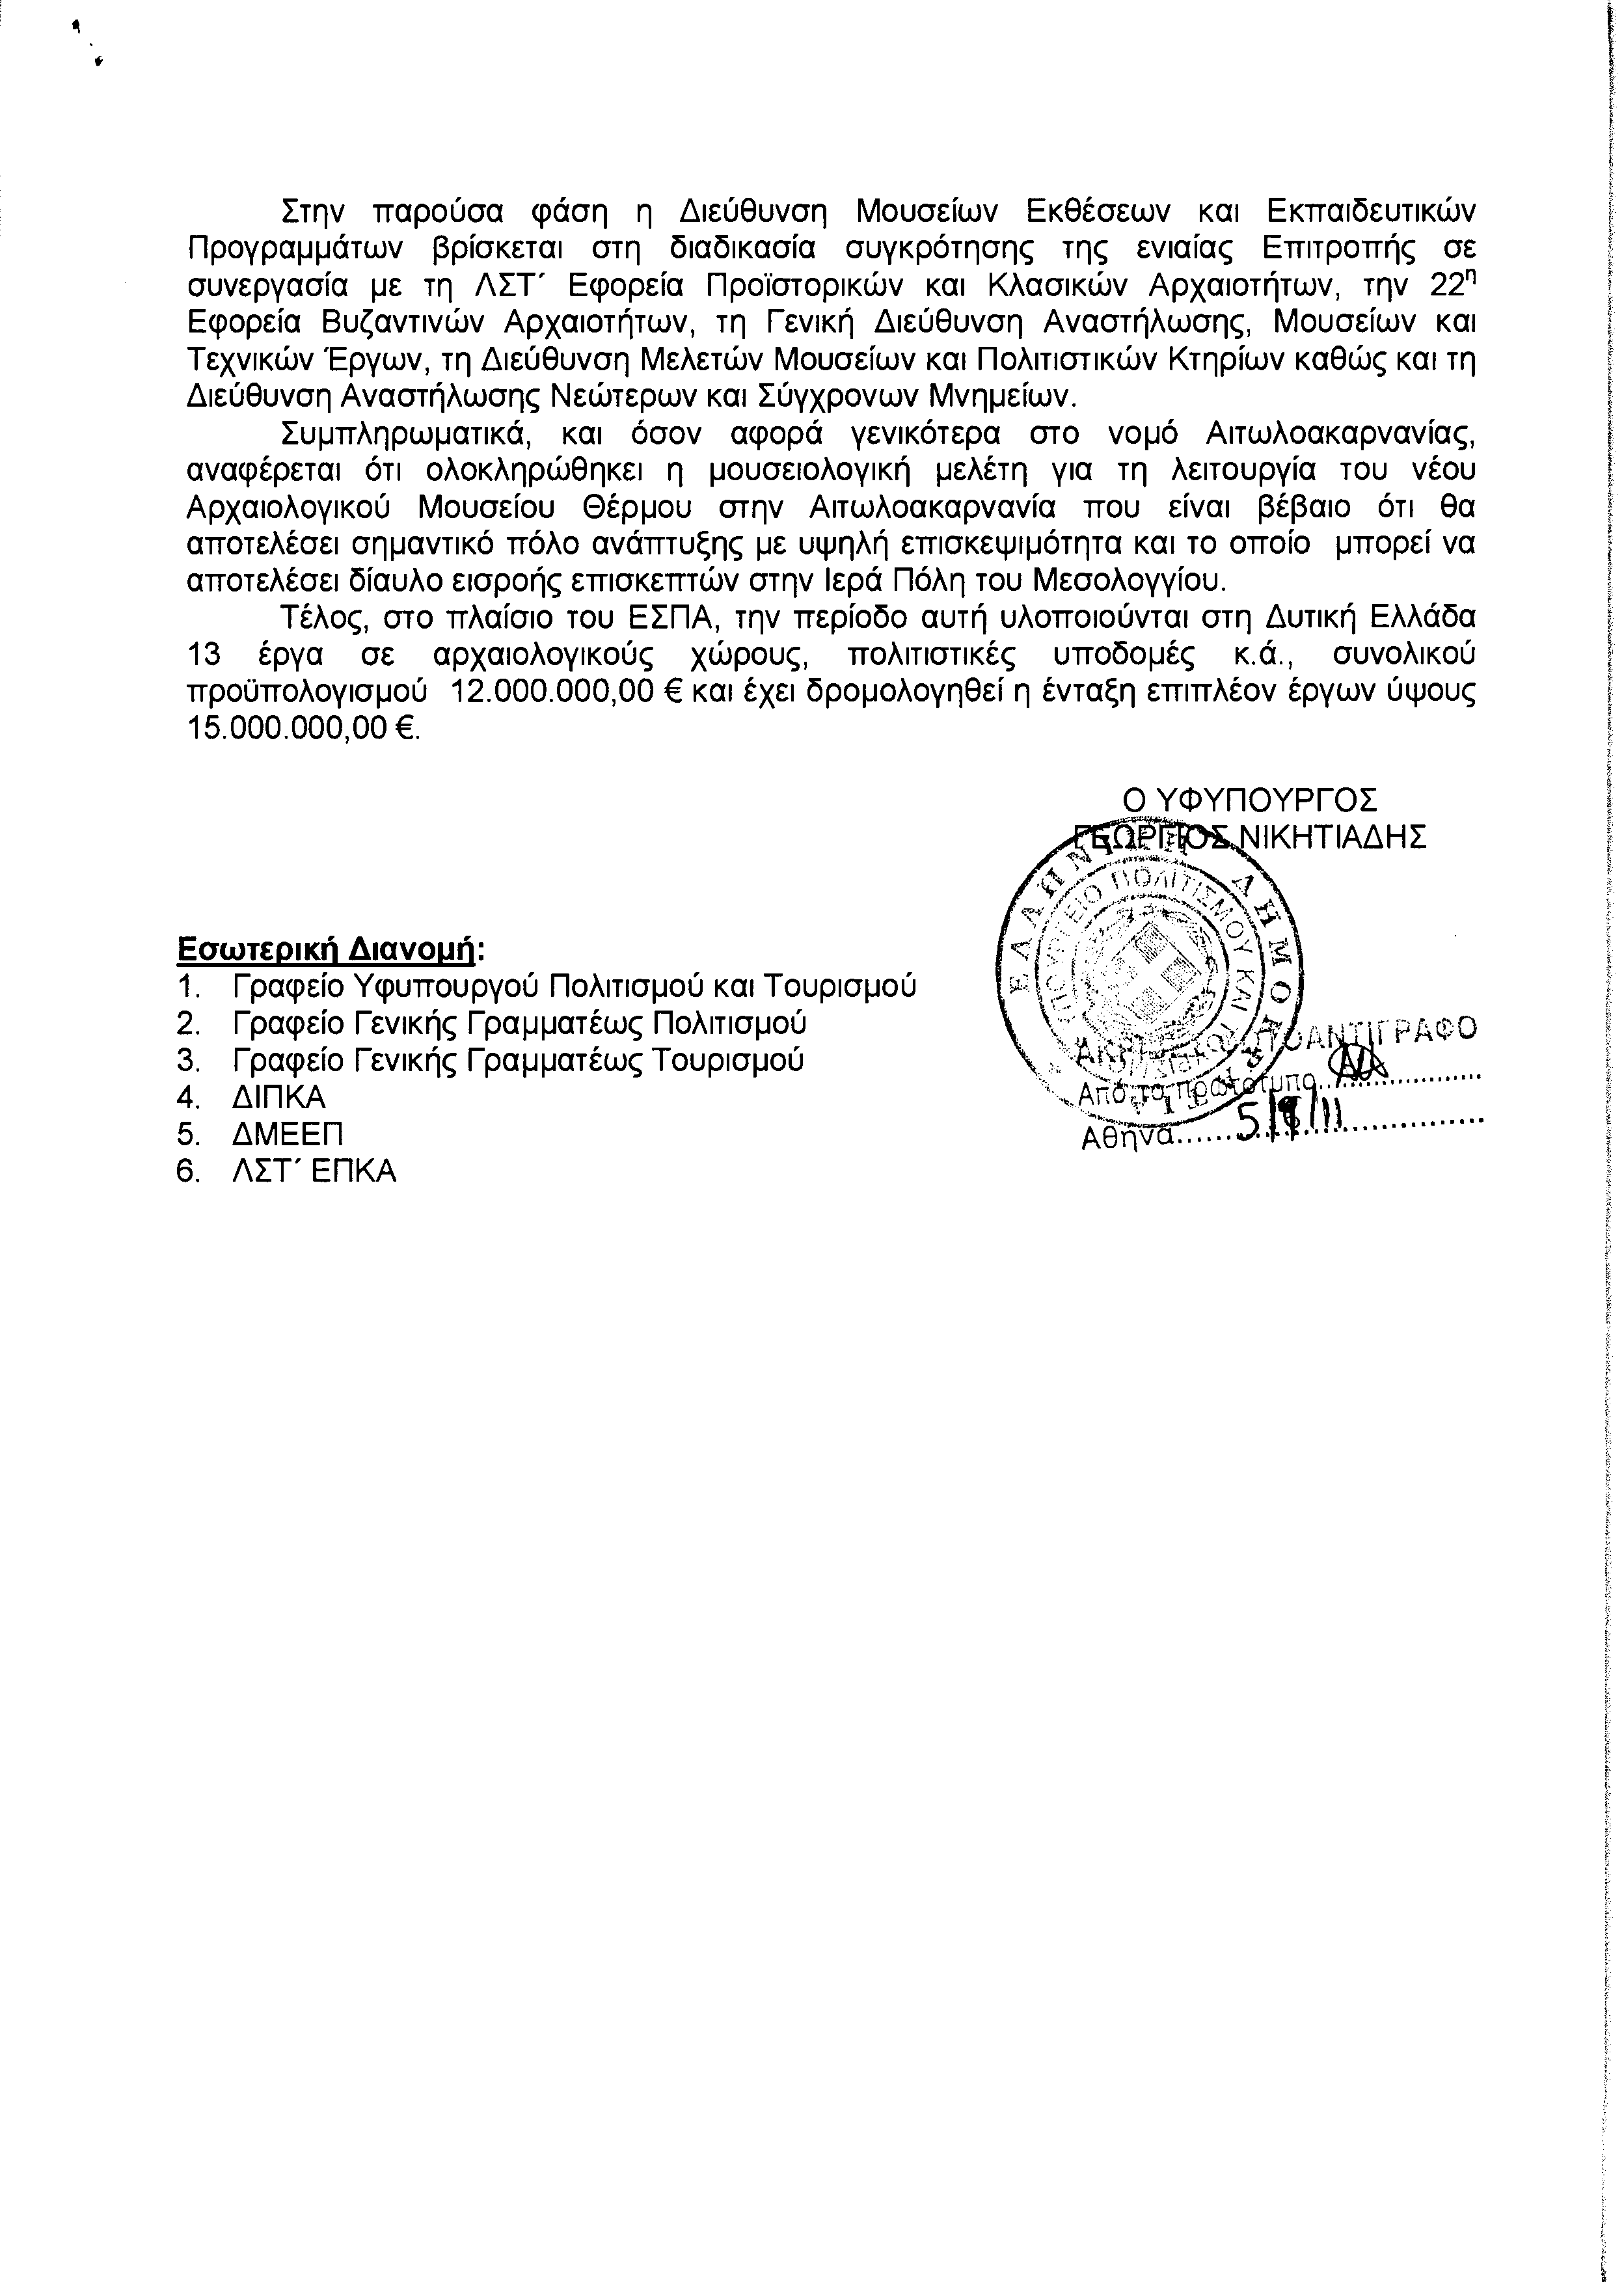 Στην παρούσα φάση η Διεύθυνση Μουσείων Εκθέσεων και Εκπαιδευτικών
Προγραμμάτων βρίσκεται στη διαδικασία συγκρότησης της ενιαίας Επιτροπής σε
συνεργασία με τη ΛΣΤ΄ Εφορεία Προϊστορικών και Κλασικών Αρχαιοτήτων, την 22η
Εφορεία Βυζαντινών Αρχαιοτήτων, τη Γενική Διεύθυνση Αναστήλωσης, Μουσείων και
Τεχνικών Έργων, τη Διεύθυνση Μελετών Μουσείων και Πολιτιστικών Κτηρίων καθώς και τη
Διεύθυνση Αναστήλωσης Νεώτερων και Σύγχρονων Μνημείων.
Συμπληρωματικά, και όσον αφορά γενικότερα στο νομό Αιτωλοακαρνανίας,
αναφέρεται ότι ολοκληρώθηκει η μουσειολογική μελέτη για τη λειτουργία του νέου
Αρχαιολογικού Μουσείου Θέρμου στην Αιτωλοακαρνανία που είναι βέβαιο ότι θα
αποτελέσει σημαντικό πόλο ανάπτυξης με υψηλή επισκεψιμότητα και το οποίο μπορεί να
αποτελέσει δίαυλο εισροής επισκεπτών στην Ιερά Πόλη του Μεσολογγίου.
Τέλος, στο πλαίσιο του ΕΣΠΑ, την περίοδο αυτή υλοποιούνται στη Δυτική Ελλάδα
13 έργα σε αρχαιολογικούς χώρους, πολιτιστικές υποδομές κ.ά., συνολικού
προϋπολογισμού 12.000.000,00 € και έχει δρομολογηθεί η ένταξη επιπλέον έργων ύψους
15.000.000,00 €.
Ο ΥΦΥΠΟΥΡΓΟΣ
ΓΕΩΡΓΙΟΣ ΝΙΚΗΤΙΑΔΗΣ
Εσωτερική Διανομή:
1. Γραφείο Υφυπουργού Πολιτισμού και Τουρισμού
2. Γραφείο Γενικής Γραμματέως Πολιτισμού
3. Γραφείο Γενικής Γραμματέως Τουρισμού
4. ΔΙΠΚΑ
5. ΔΜΕΕΠ
6. ΛΣΤ΄ ΕΠΚΑ
ΕΛΛΗΝΙΚΗ ΔΗΜΟΚΡΑΤΙΑ
ΥΠΟΥΡΓΕΙΟ ΠΟΛΙΤΙΣΜΟΥ ΚΑΙ
Από το πρωτότυπο
Αθήνα